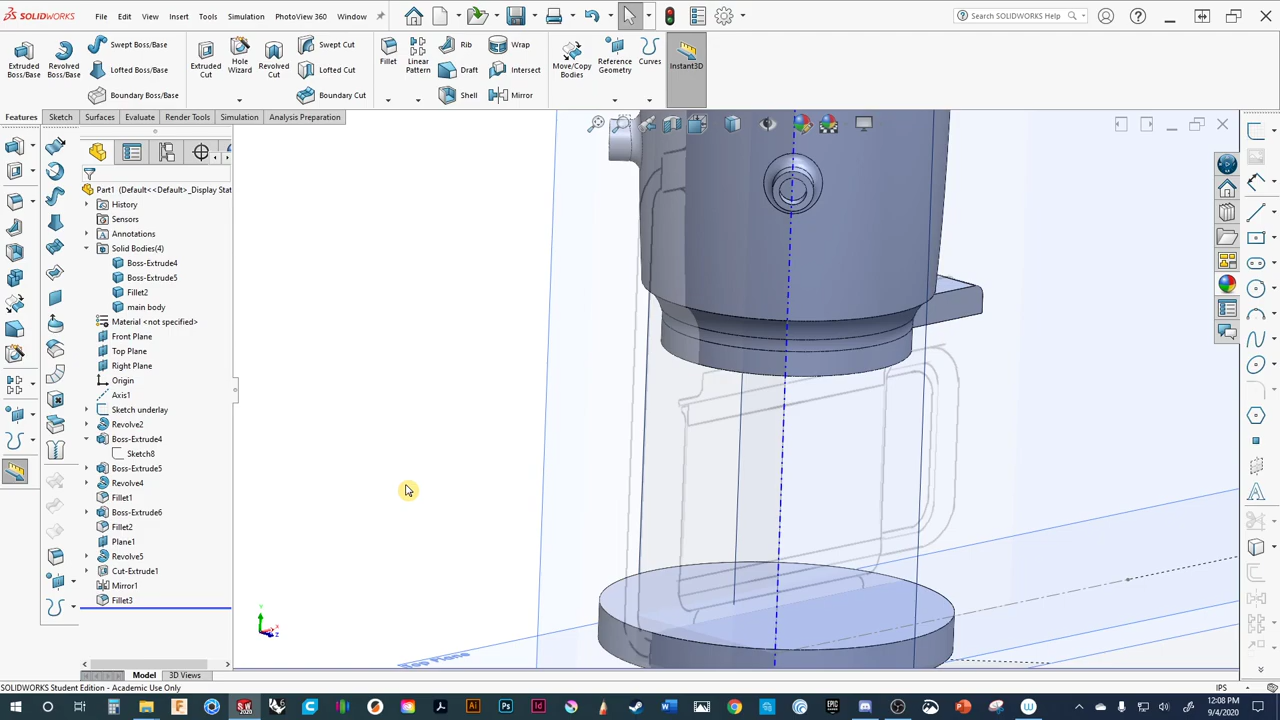 SOLIDWORKS
File
Edit
View
Insert
Tools
Simulation
PhotoView 360
Window
Search SOLIDWORKS Help
Extruded Boss/Base
Revolved Boss/Base
Swept Boss/Base
Lofted Boss/Base
Boundary Boss/Base
Extruded Cut
Hole Wizard
Revolved Cut
Swept Cut
Lofted Cut
Boundary Cut
Fillet
Linear Pattern
Rib
Draft
Shell
Wrap
Intersect
Mirror
Move/Copy Bodies
Reference Geometry
Curves
Instant3D
Features
Sketch
Surfaces
Evaluate
Render Tools
Simulation
Analysis Preparation
Part1 (Default<<Default>_Display Stat
History
Sensors
Annotations
Solid Bodies(4)
Boss-Extrude4
Boss-Extrude5
Fillet2
main body
Material <not specified>
Front Plane
Top Plane
Right Plane
Origin
Axis1
Sketch underlay
Revolve2
Boss-Extrude4
Sketch8
Boss-Extrude5
Revolve4
Fillet1
Boss-Extrude6
Fillet2
Plane1
Revolve5
Cut-Extrude1
Mirror1
Fillet3
Top Plane
Model
3D Views
SOLIDWORKS Student Edition - Academic Use Only
IPS
12:08 PM
9/4/2020